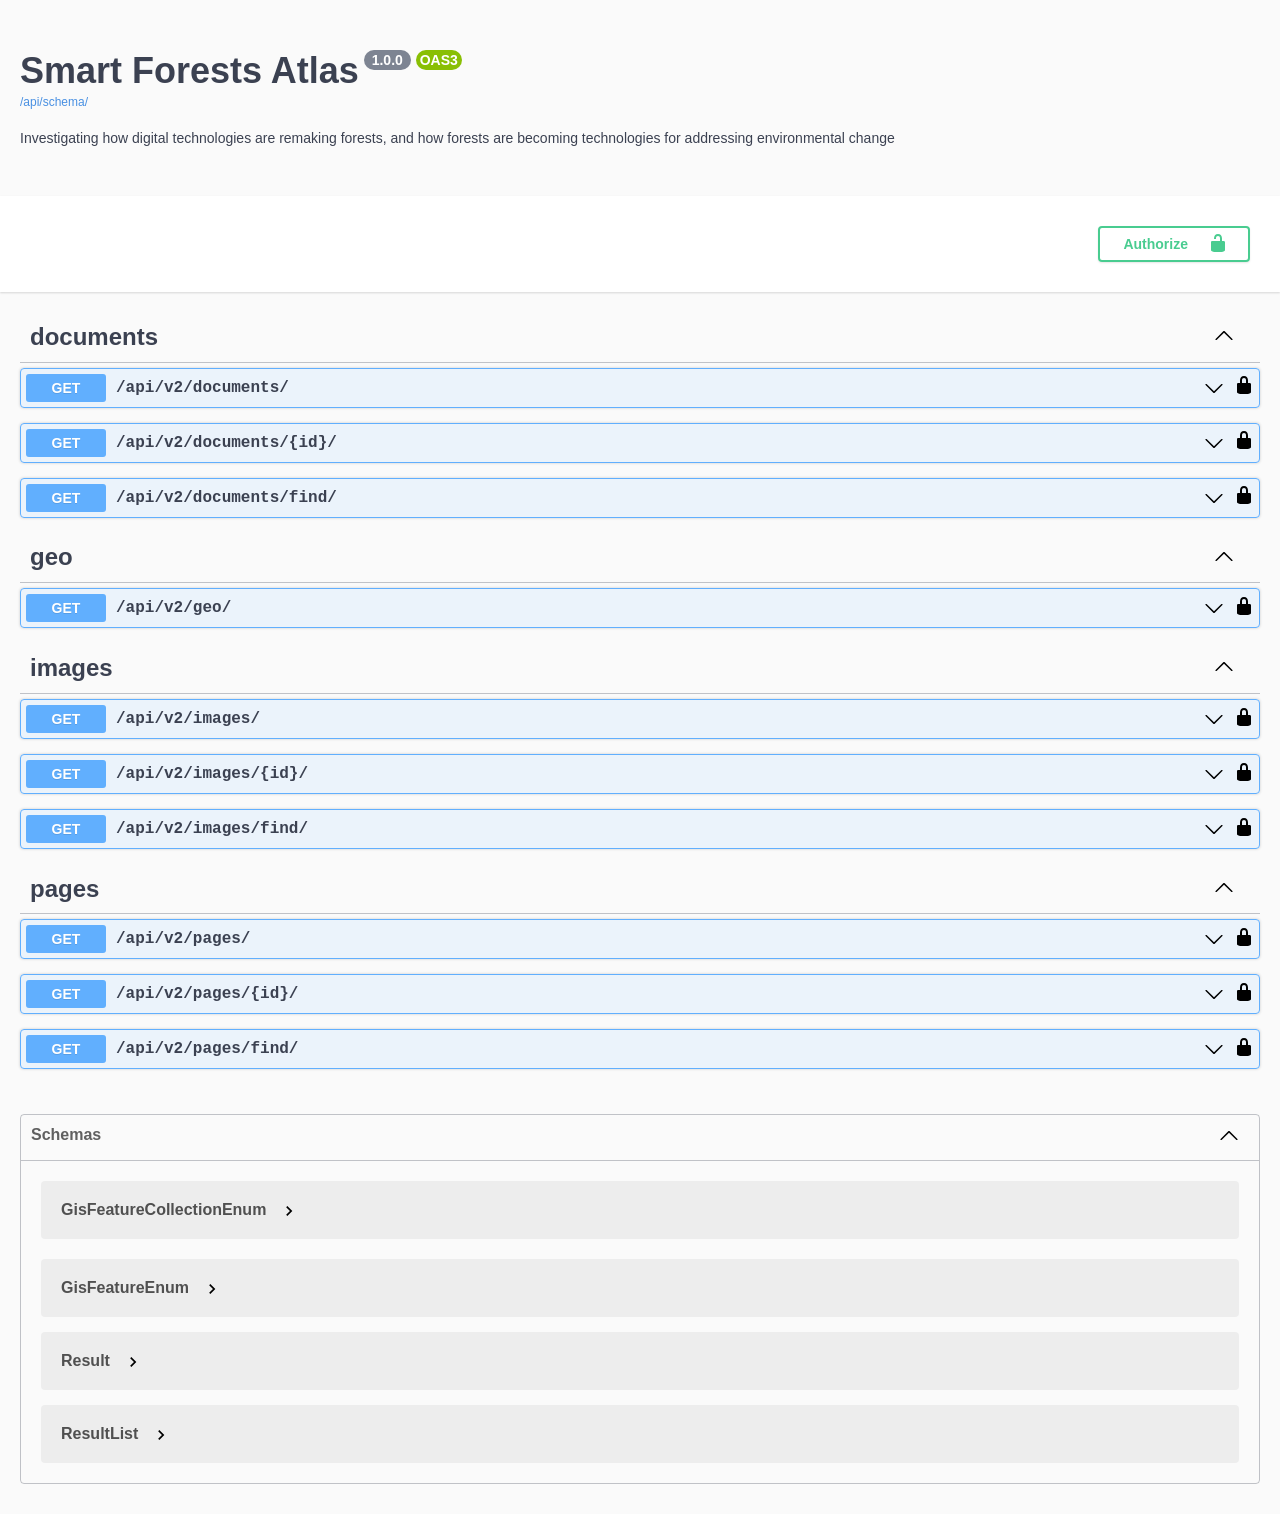 Smart Forests Atlas 1.0.0 OAS3
/api/schema/
Investigating how digital technologies are remaking forests, and how forests are becoming technologies for addressing environmental change
Authorize
documents
GET /api/v2/documents/
GET /api/v2/documents/{id}/
GET /api/v2/documents/find/
geo
GET /api/v2/geo/
images
GET /api/v2/images/
GET /api/v2/images/{id}/
GET /api/v2/images/find/
pages
GET /api/v2/pages/
GET /api/v2/pages/{id}/
GET /api/v2/pages/find/
Schemas
GisFeatureCollectionEnum
GisFeatureEnum
Result
ResultList